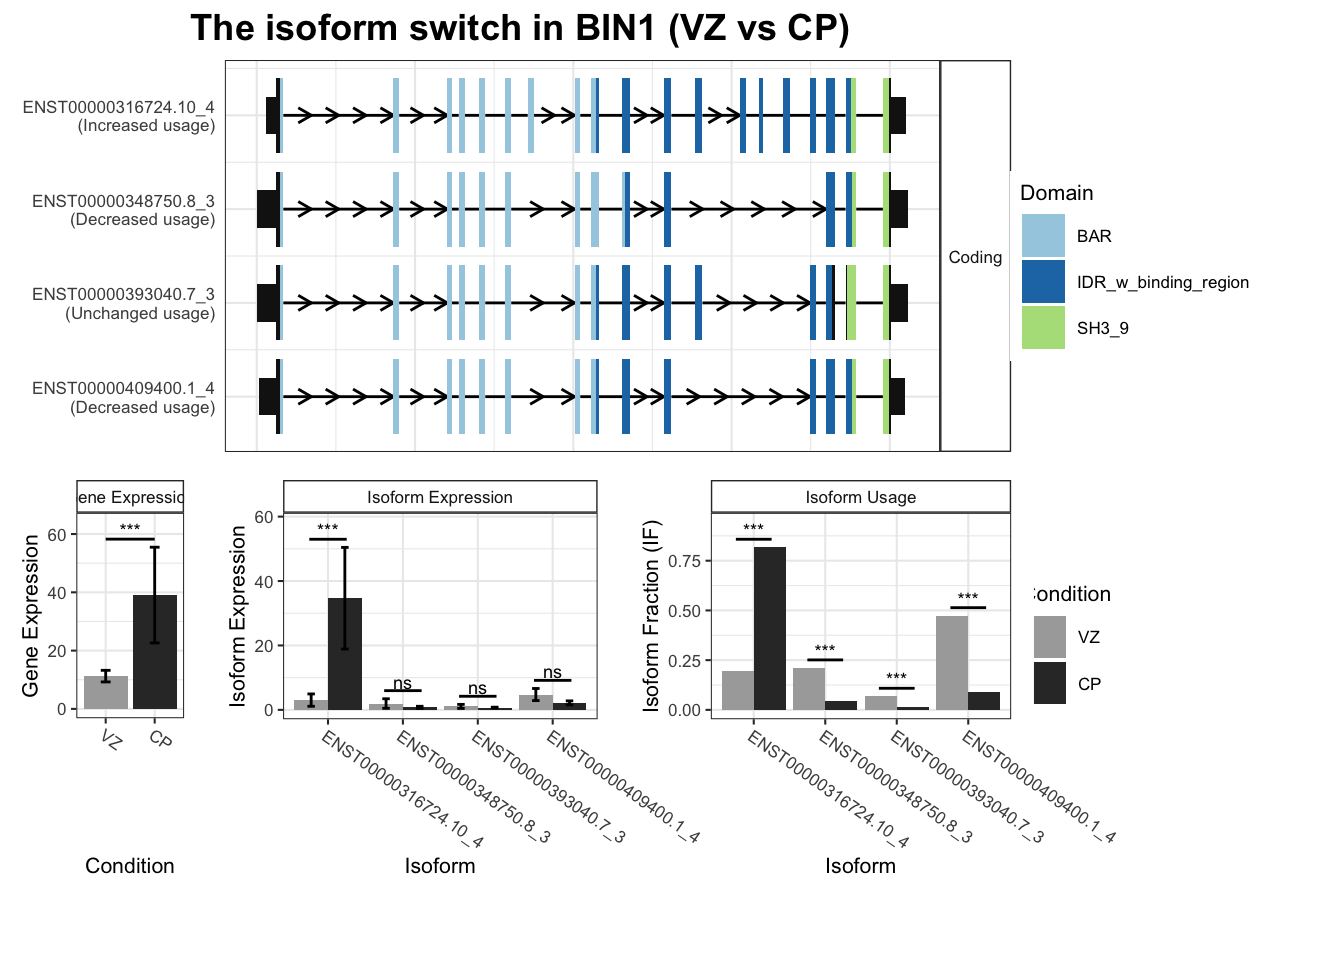 The isoform switch in BIN1 (VZ vs CP)
ENST00000316724.10_4
(Increased usage)
ENST00000348750.8_3
(Decreased usage)
ENST00000393040.7_3
(Unchanged usage)
ENST00000409400.1_4
(Decreased usage)
Coding
Domain
BAR
IDR_w_binding_region
SH3_9
ene Expressio
Gene Expression
60
40
20
0
***
VZ
CP
Condition
Isoform Expression
Isoform Expression
60
40
20
0
***
ns
ns
ns
ENST00000316724.10_4
ENST00000348750.8_3
ENST00000393040.7_3
ENST00000409400.1_4
Isoform
Isoform Usage
Isoform Fraction (IF)
0.75
0.50
0.25
0.00
***
***
***
***
ENST00000316724.10_4
ENST00000348750.8_3
ENST00000393040.7_3
ENST00000409400.1_4
Isoform
ondition
VZ
CP